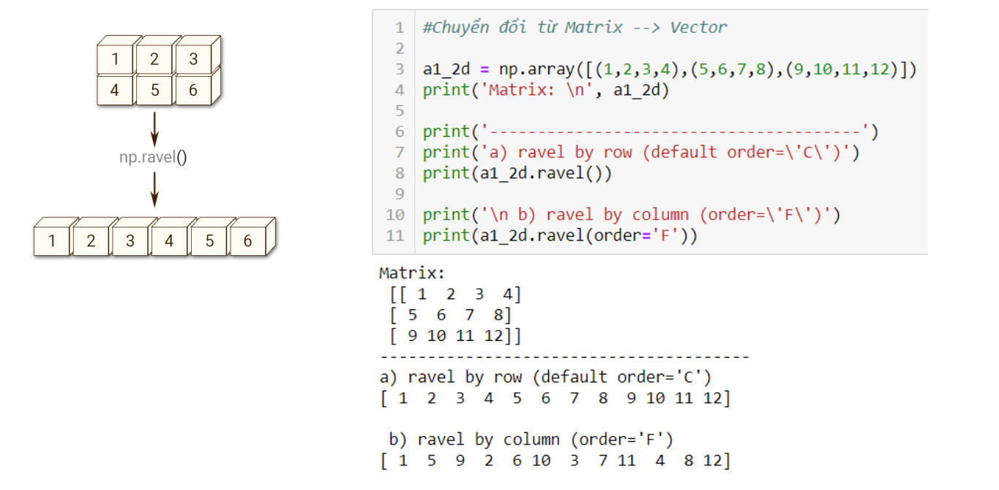 1 2 3
4 5 6
np.ravel()
1 2 3 4 5 6
1 #Chuyển đổi từ Matrix --> Vector
2
3 a1_2d = np.array([(1,2,3,4),(5,6,7,8),(9,10,11,12)])
4 print('Matrix: \n', a1_2d)
5
6 print('---------------------------------------')
7 print('a) ravel by row (default order=\'C\')')
8 print(a1_2d.ravel())
9
10 print('\n b) ravel by column (order=\'F\')')
11 print(a1_2d.ravel(order='F'))
Matrix:
[[ 1 2 3 4]
[ 5 6 7 8]
[ 9 10 11 12]]
---------------------------------------
a) ravel by row (default order='C')
[ 1 2 3 4 5 6 7 8 9 10 11 12]
b) ravel by column (order='F')
[ 1 5 9 2 6 10 3 7 11 4 8 12]